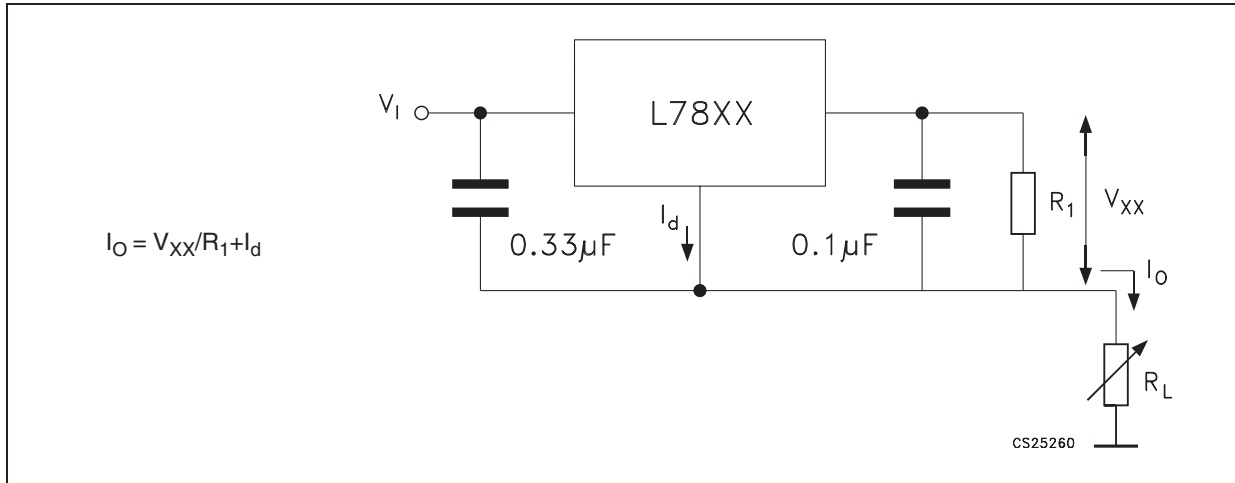 L78XX
V_I
I_d
R_1
V_XX
0.33µF
0.1µF
I_O = V_XX/R_1+I_d
I_O
R_L
CS25260